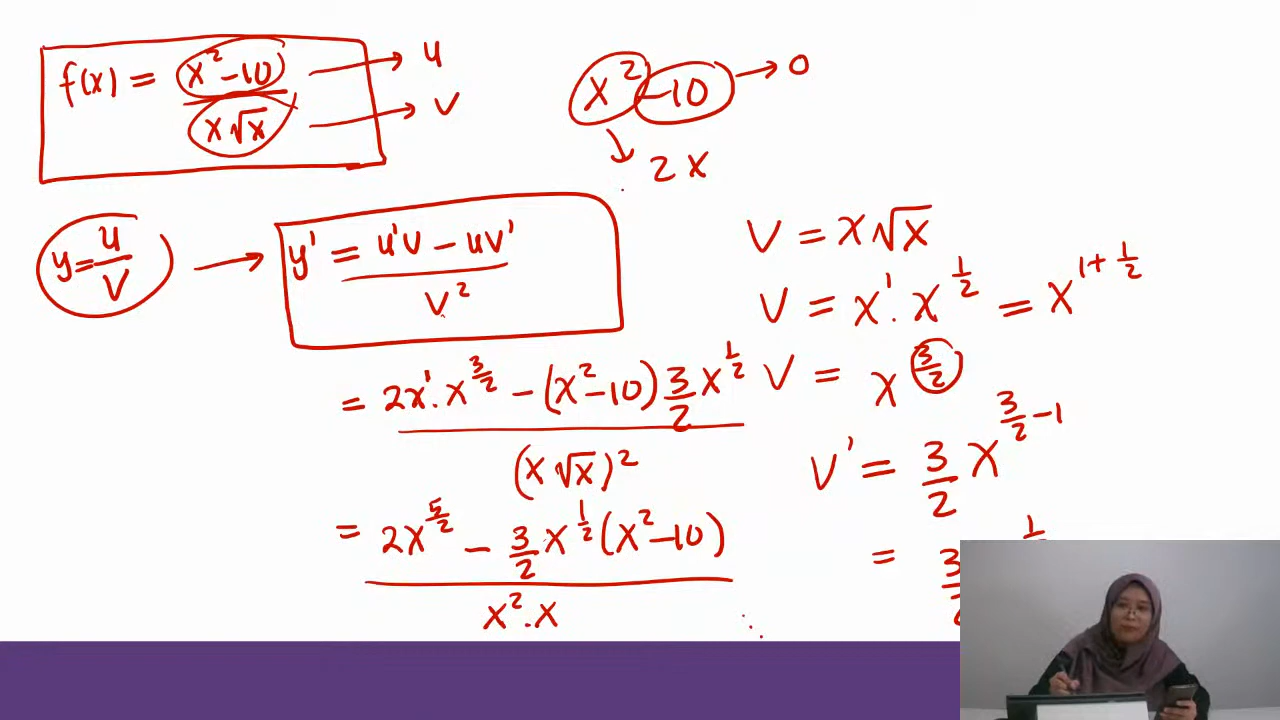 f(x) = x² - 10 / x√x → u → v
x² - 10 → 0
↓ 2x
y = u/v → y' = u'v - uv' / v²
= 2x¹. x^(3/2) - (x² - 10) 3/2 x^(1/2) / (x√x)²
= 2x^(5/2) - 3/2 x^(1/2) (x² - 10) / x² . x
v = x√x
v = x¹ . x^(1/2) = x^(1 + 1/2)
v = x^(3/2)
v' = 3/2 x^(3/2 - 1)
= 3